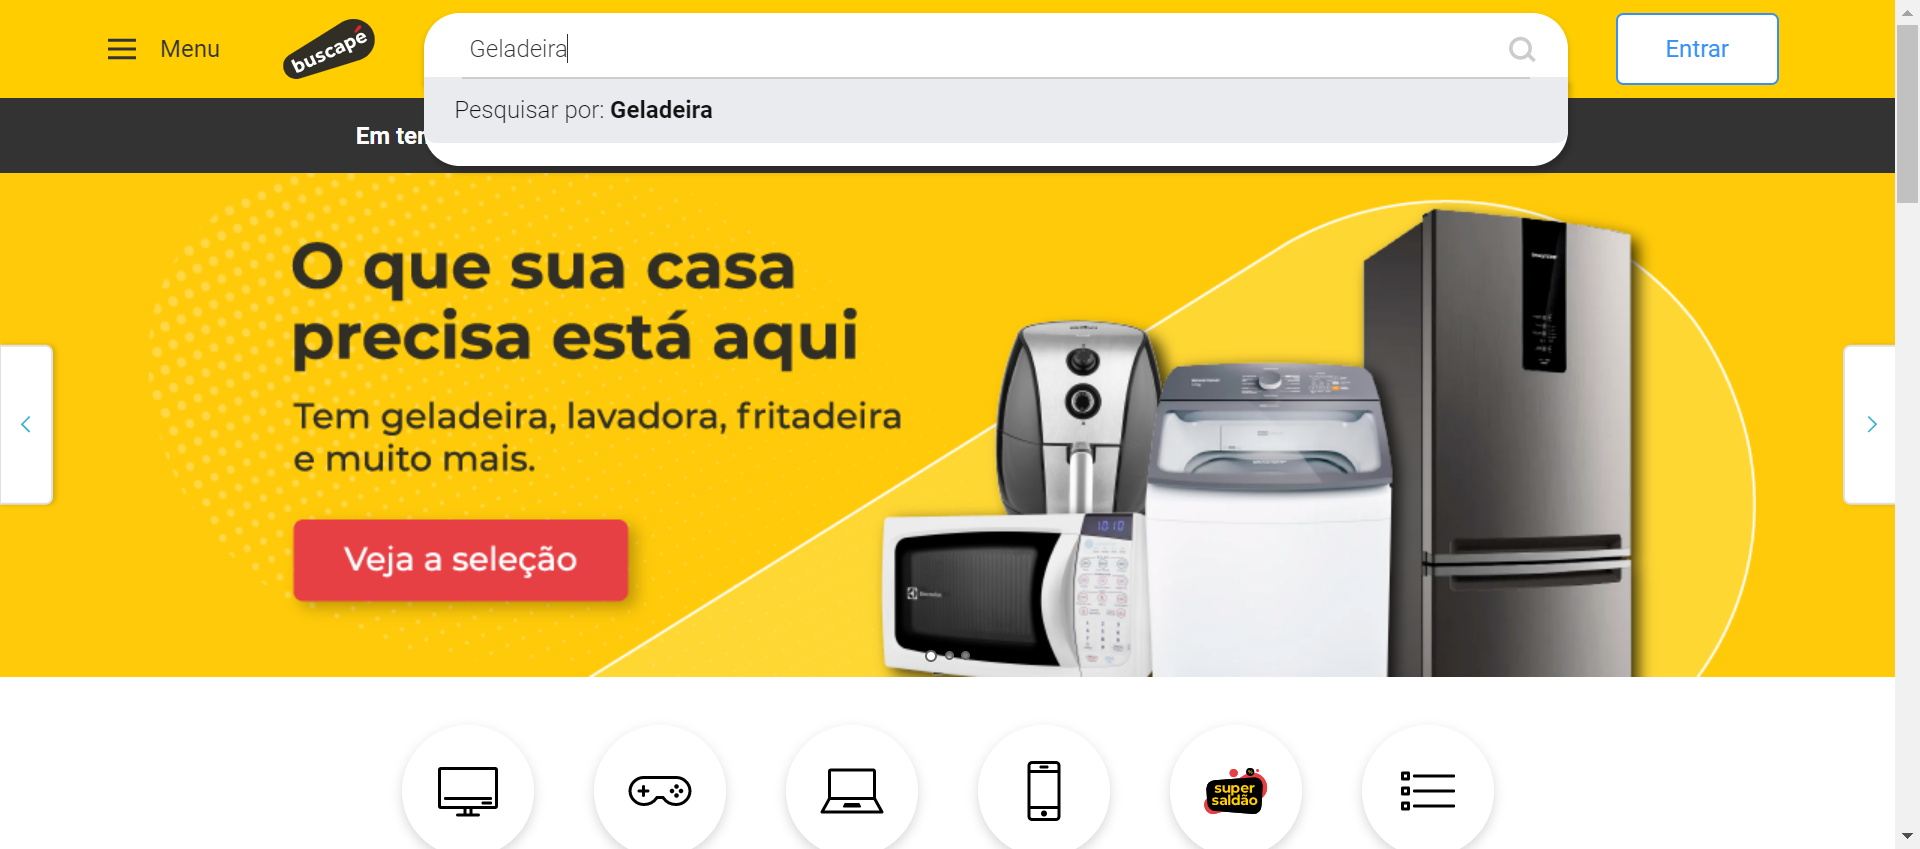 Menu
buscapé
Geladeira
Entrar
Pesquisar por: Geladeira
Em ter
O que sua casa
precisa está aqui
Tem geladeira, lavadora, fritadeira
e muito mais.
Veja a seleção
10:10
Electrolux
super
saldão